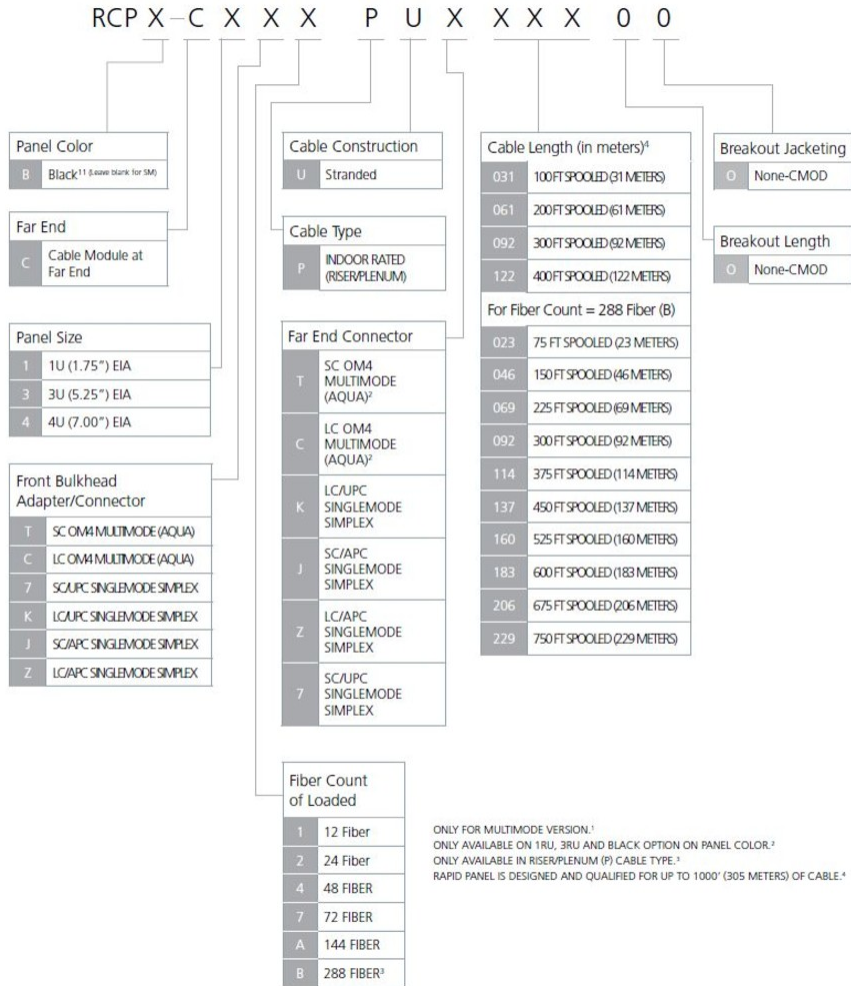 RCP X-C X X X P U X X X X 0 0
Panel Color
B Black¹¹ (Leave blank for SM)
Far End
C Cable Module at
Far End
Panel Size
1 1U (1.75") EIA
3 3U (5.25") EIA
4 4U (7.00") EIA
Front Bulkhead
Adapter/Connector
T SC OM4 MULTIMODE (AQUA)
C LC OM4 MULTIMODE (AQUA)
7 SC/UPC SINGLEMODE SIMPLEX
K LC/UPC SINGLEMODE SIMPLEX
J SC/APC SINGLEMODE SIMPLEX
Z LC/APC SINGLEMODE SIMPLEX
Cable Construction
U Stranded
Cable Type
P INDOOR RATED
(RISER/PLENUM)
Far End Connector
T SC OM4
MULTIMODE
(AQUA)²
C LC OM4
MULTIMODE
(AQUA)²
K LC/UPC
SINGLEMODE
SIMPLEX
J SC/APC
SINGLEMODE
SIMPLEX
Z LC/APC
SINGLEMODE
SIMPLEX
7 SC/UPC
SINGLEMODE
SIMPLEX
Fiber Count
of Loaded
1 12 Fiber
2 24 Fiber
4 48 FIBER
7 72 FIBER
A 144 FIBER
B 288 FIBER³
Cable Length (in meters)⁴
031 100 FT SPOOLED (31 METERS)
061 200 FT SPOOLED (61 METERS)
092 300 FT SPOOLED (92 METERS)
122 400 FT SPOOLED (122 METERS)
For Fiber Count = 288 Fiber (B)
023 75 FT SPOOLED (23 METERS)
046 150 FT SPOOLED (46 METERS)
069 225 FT SPOOLED (69 METERS)
092 300 FT SPOOLED (92 METERS)
114 375 FT SPOOLED (114 METERS)
137 450 FT SPOOLED (137 METERS)
160 525 FT SPOOLED (160 METERS)
183 600 FT SPOOLED (183 METERS)
206 675 FT SPOOLED (206 METERS)
229 750 FT SPOOLED (229 METERS)
Breakout Jacketing
O None-CMOD
Breakout Length
O None-CMOD
ONLY FOR MULTIMODE VERSION.¹
ONLY AVAILABLE ON 1RU, 3RU AND BLACK OPTION ON PANEL COLOR.²
ONLY AVAILABLE IN RISER/PLENUM (P) CABLE TYPE.³
RAPID PANEL IS DESIGNED AND QUALIFIED FOR UP TO 1000' (305 METERS) OF CABLE.⁴